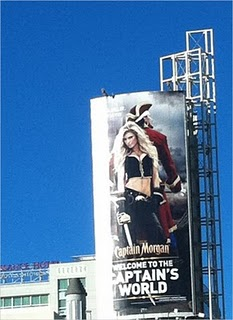 Captain Morgan
WELCOME TO THE
CAPTAIN'S
WORLD